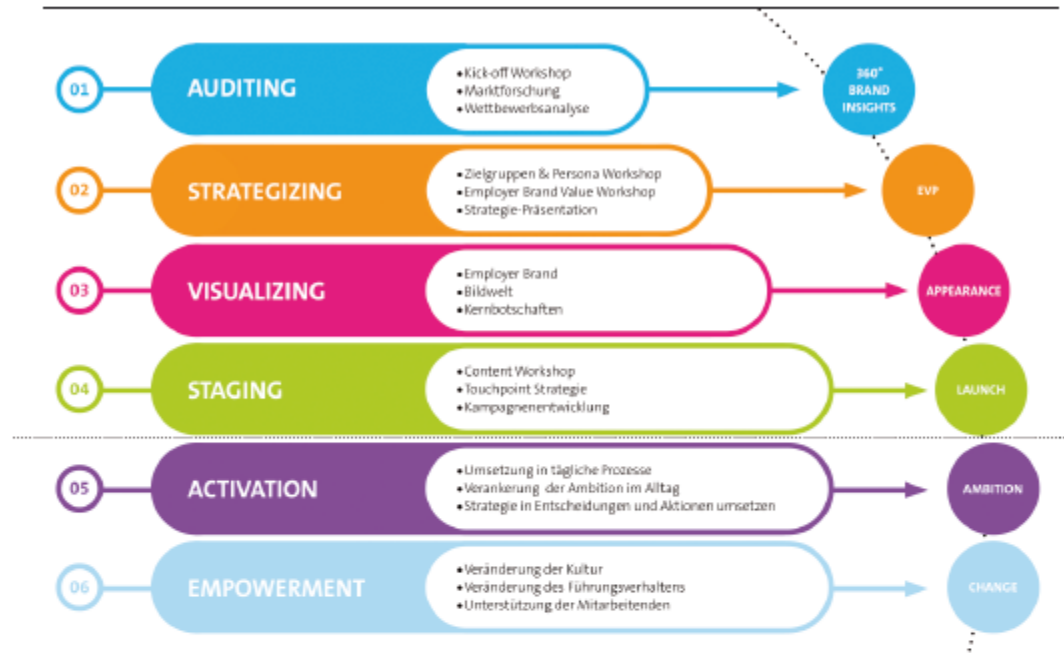 01
AUDITING
•Kick-off Workshop
•Marktforschung
•Wettbewerbsanalyse
360°
BRAND
INSIGHTS
02
STRATEGIZING
•Zielgruppen & Persona Workshop
•Employer Brand Value Workshop
•Strategie-Präsentation
EVP
03
VISUALIZING
•Employer Brand
•Bildwelt
•Kernbotschaften
APPEARANCE
04
STAGING
•Content Workshop
•Touchpoint Strategie
•Kampagnenentwicklung
LAUNCH
05
ACTIVATION
•Umsetzung in tägliche Prozesse
•Verankerung der Ambition im Alltag
•Strategie in Entscheidungen und Aktionen umsetzen
AMBITION
06
EMPOWERMENT
•Veränderung der Kultur
•Veränderung des Führungsverhaltens
•Unterstützung der Mitarbeitenden
CHANGE